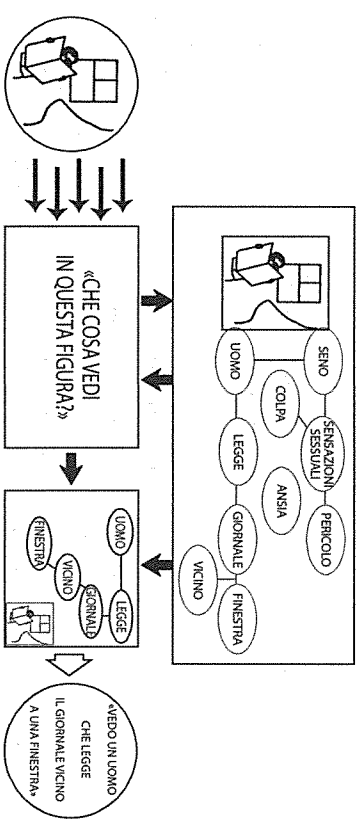 SENO
SENSAZIONI
SESSUALI
PERICOLO
COLPA
ANSIA
UOMO
LEGGE
GIORNALE
FINESTRA
VICINO
«CHE COSA VEDI
IN QUESTA FIGURA?»
UOMO
LEGGE
GIORNALE
VICINO
FINESTRA
«VEDO UN UOMO
CHE LEGGE
IL GIORNALE VICINO
A UNA FINESTRA»